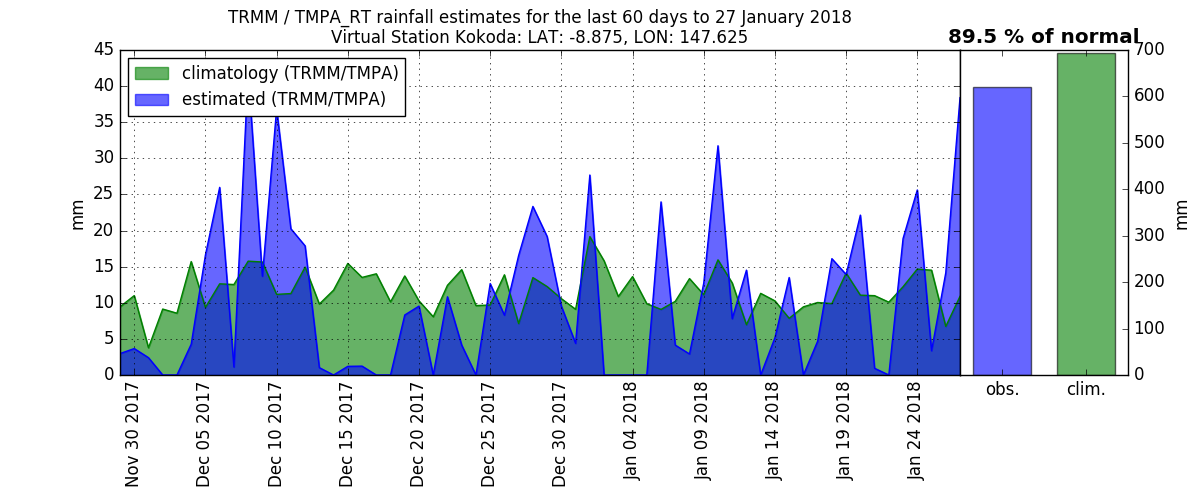 TRMM / TMPA_RT rainfall estimates for the last 60 days to 27 January 2018
Virtual Station Kokoda: LAT: -8.875, LON: 147.625
89.5 % of normal
climatology (TRMM/TMPA)
estimated (TRMM/TMPA)
mm
45
40
35
30
25
20
15
10
5
0
Nov 30 2017
Dec 05 2017
Dec 10 2017
Dec 15 2017
Dec 20 2017
Dec 25 2017
Dec 30 2017
Jan 04 2018
Jan 09 2018
Jan 14 2018
Jan 19 2018
Jan 24 2018
700
600
500
400
300
200
100
0
mm
obs.
clim.